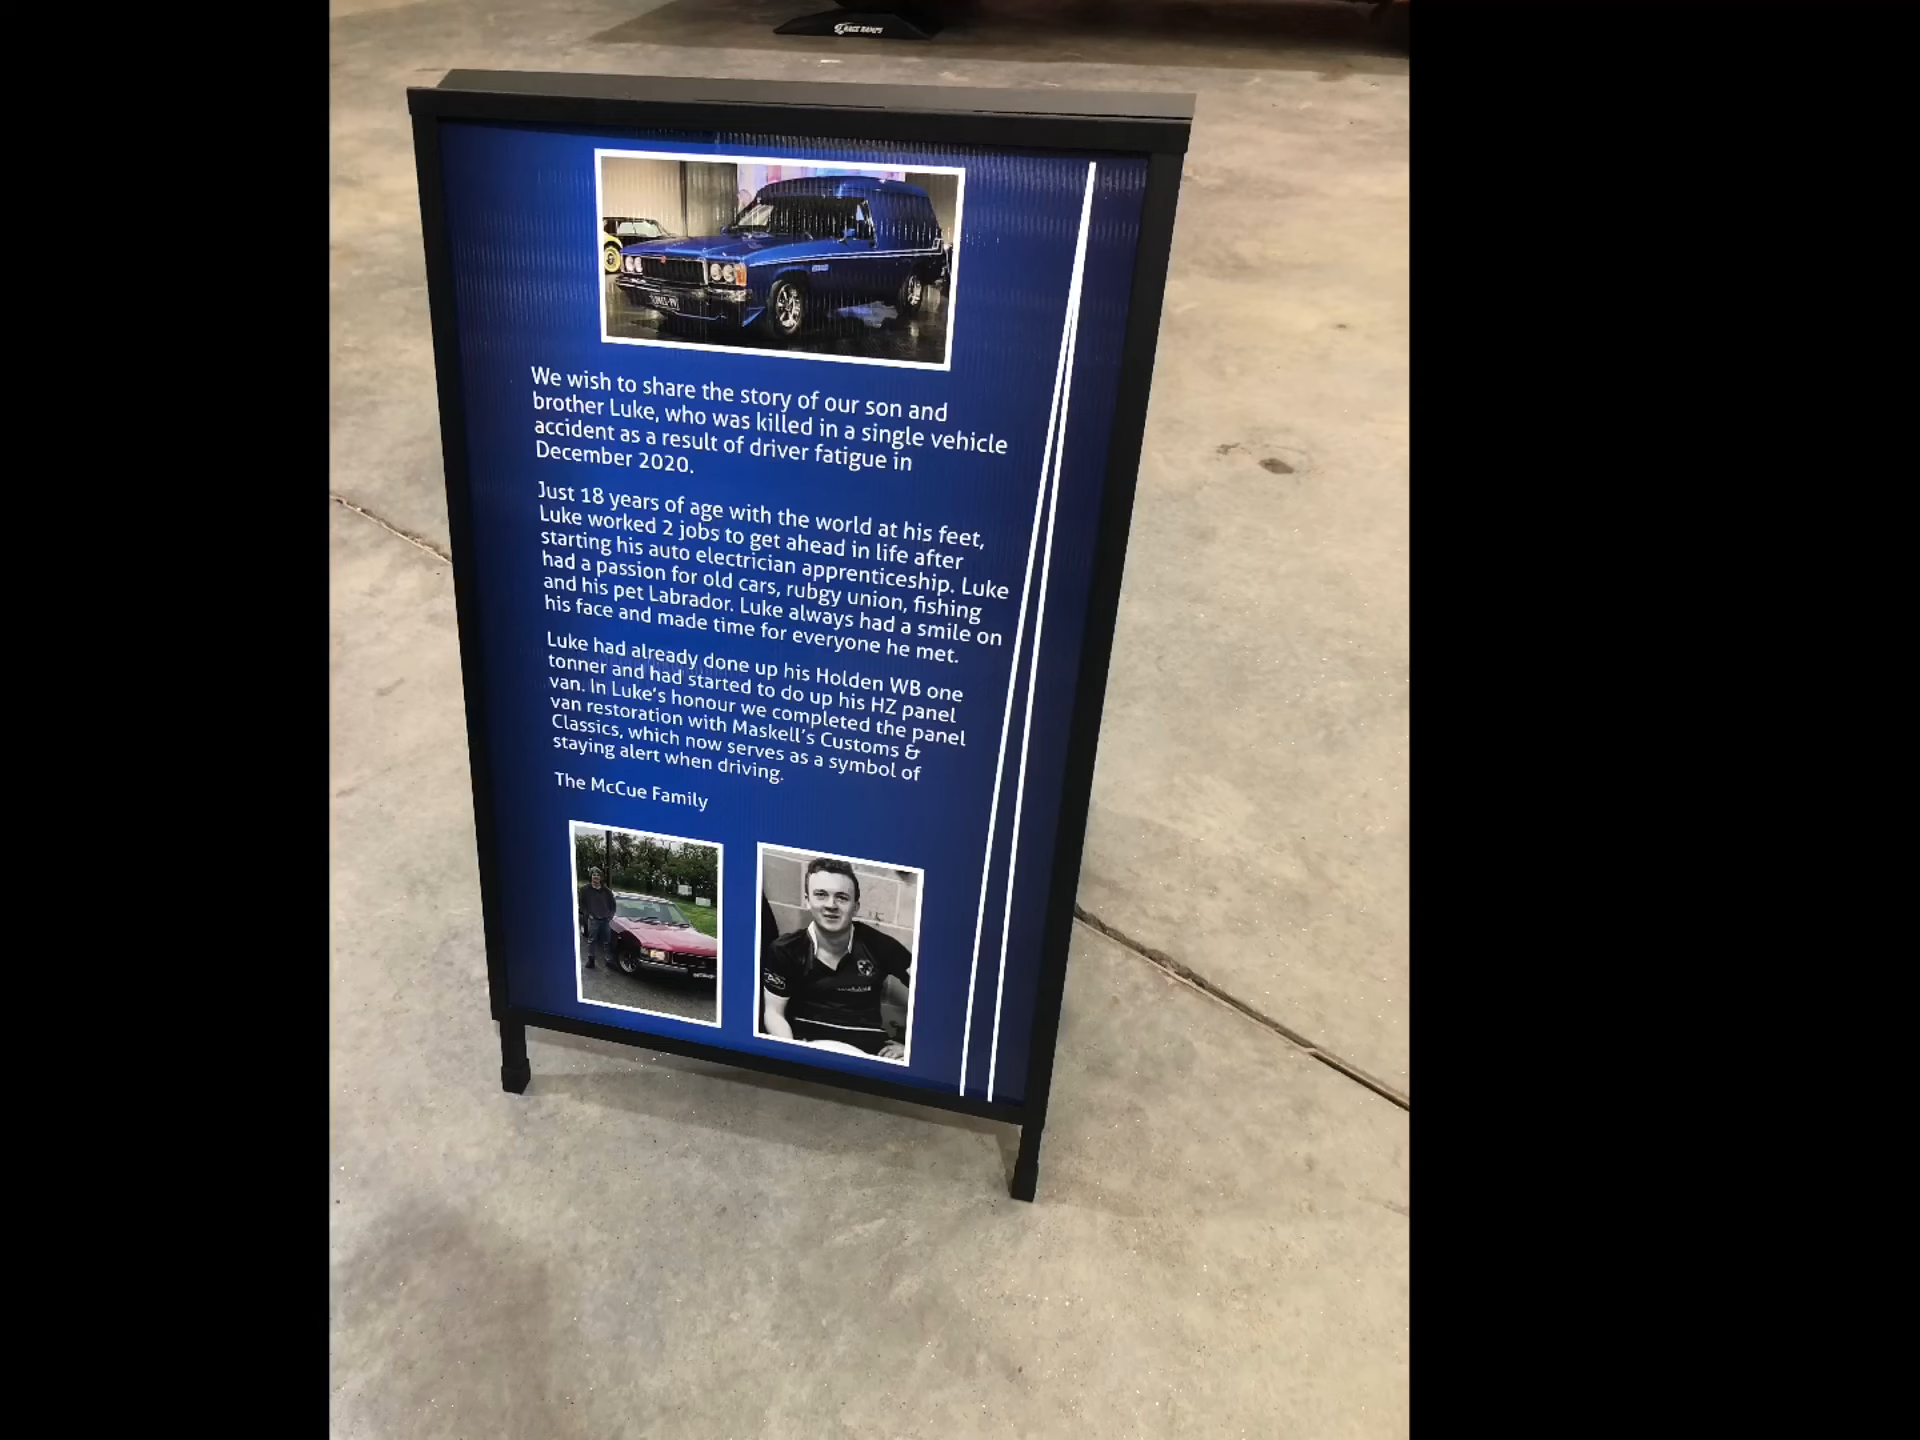 RACE RAMPS
We wish to share the story of our son and
brother Luke, who was killed in a single vehicle
accident as a result of driver fatigue in
December 2020.
Just 18 years of age with the world at his feet,
Luke worked 2 jobs to get ahead in life after
starting his auto electrician apprenticeship. Luke
had a passion for old cars, rubgy union, fishing
and his pet Labrador. Luke always had a smile on
his face and made time for everyone he met.
Luke had already done up his Holden WB one
tonner and had started to do up his HZ panel
van. In Luke's honour we completed the panel
van restoration with Maskell's Customs &
Classics, which now serves as a symbol of
staying alert when driving.
The McCue Family